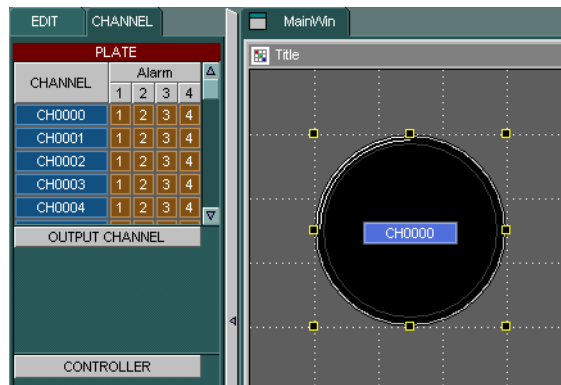 EDIT CHANNEL
PLATE
CHANNEL Alarm
1 2 3 4
CH0000 1 2 3 4
CH0001 1 2 3 4
CH0002 1 2 3 4
CH0003 1 2 3 4
CH0004 1 2 3 4
OUTPUT CHANNEL
CONTROLLER
MainWin
Title
CH0000